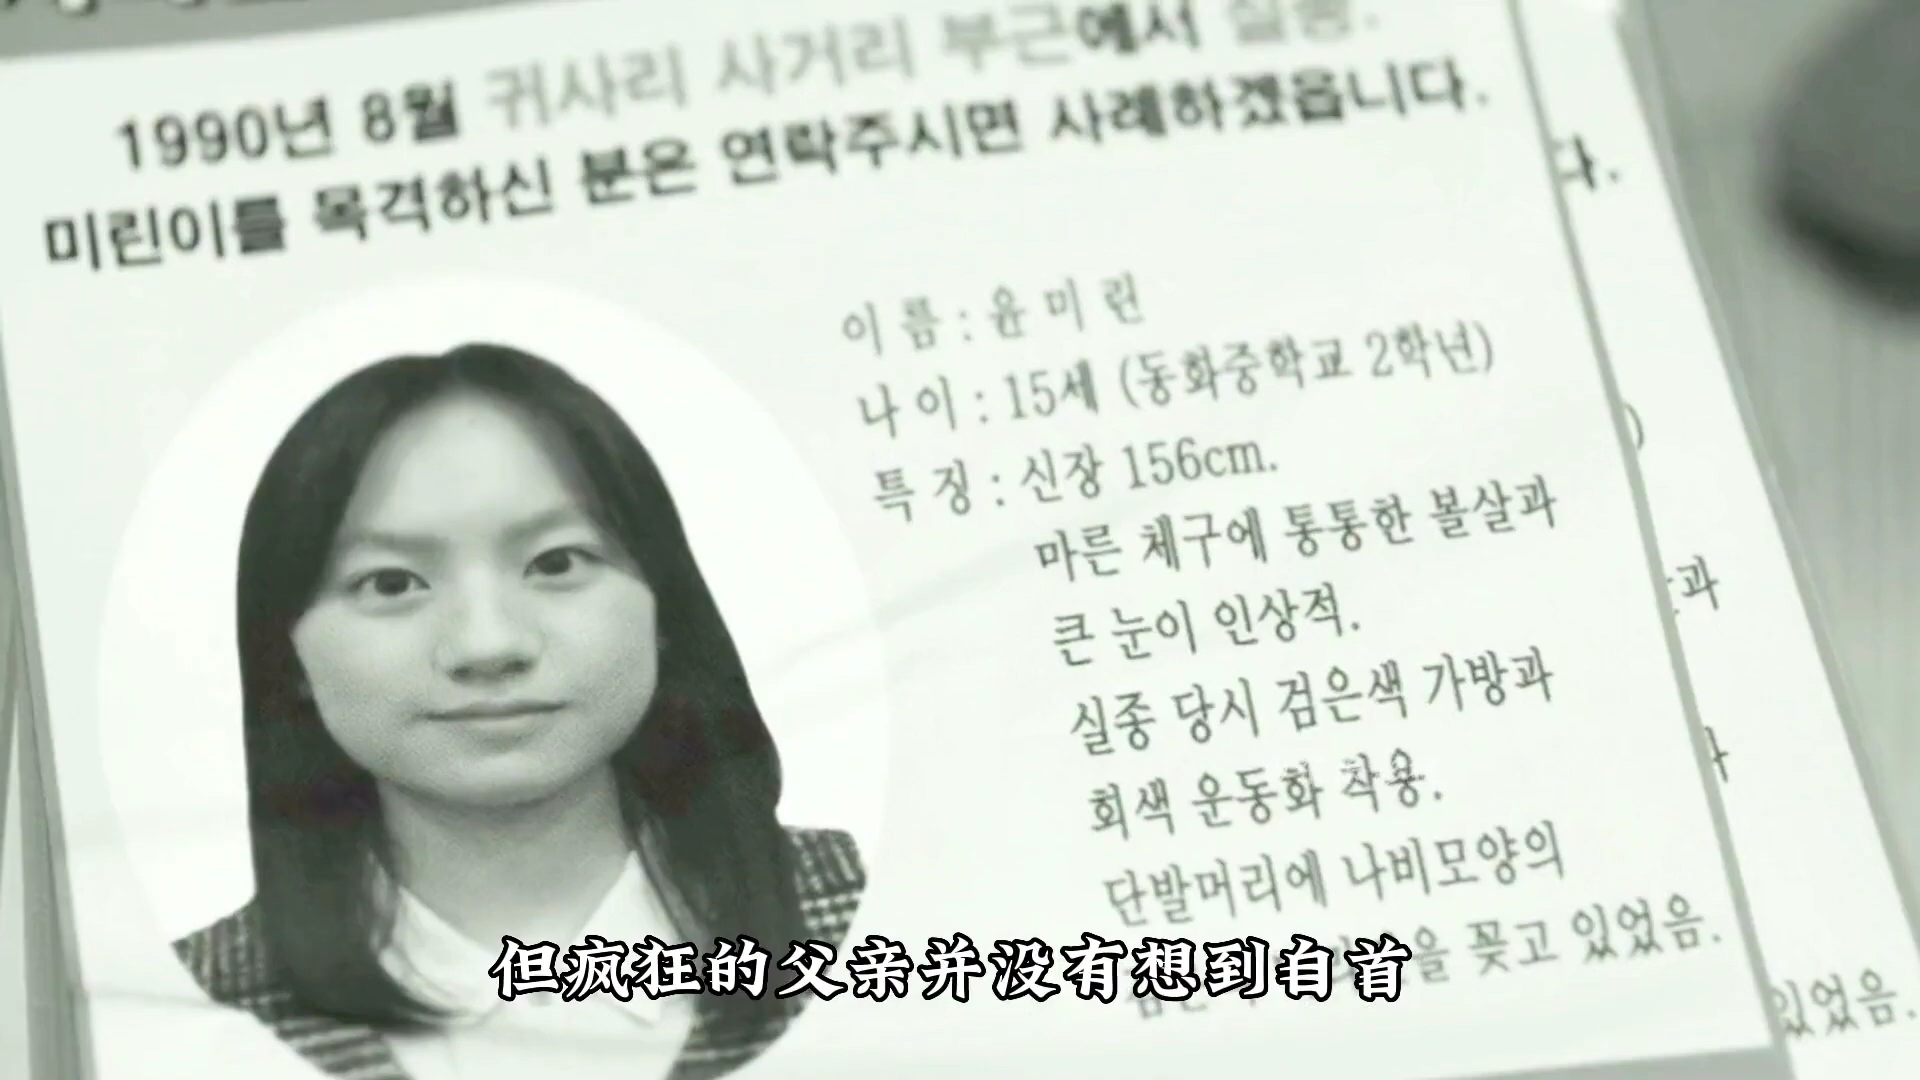 1990년 8월 귀사리 사거리 부근에서 실종.
미린이를 목격하신 분은 연락주시면 사례하겠읍니다.
이 름 : 윤 미 린
나 이 : 15세 (동화중학교 2학년)
특 징 : 신장 156cm.
마른 체구에 통통한 볼살과
큰 눈이 인상적.
실종 당시 검은색 가방과
회색 운동화 착용.
단발머리에 나비모양의
을 꽂고 있었음.
다.
)
과
있었음.
但疯狂的父亲并没有想到自首